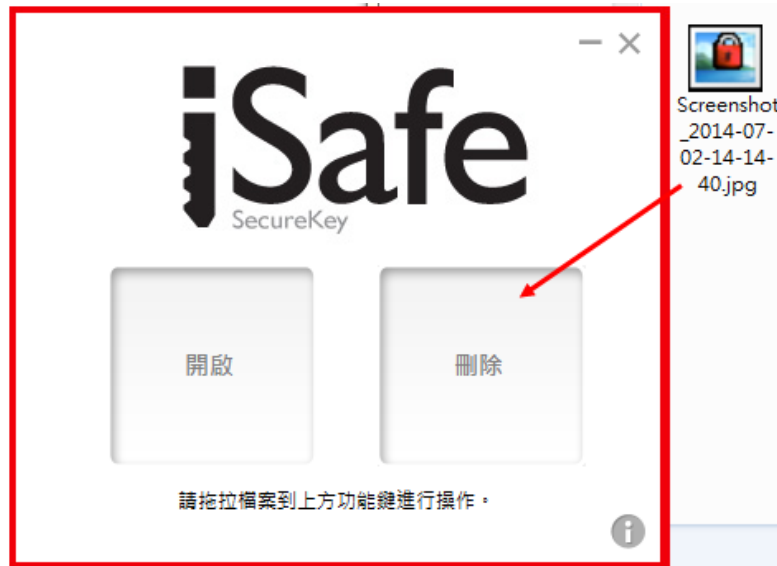 iSafe
SecureKey
Screenshot
_2014-07-
02-14-14-
40.jpg
開啟
刪除
請拖拉檔案到上方功能鍵進行操作。
i